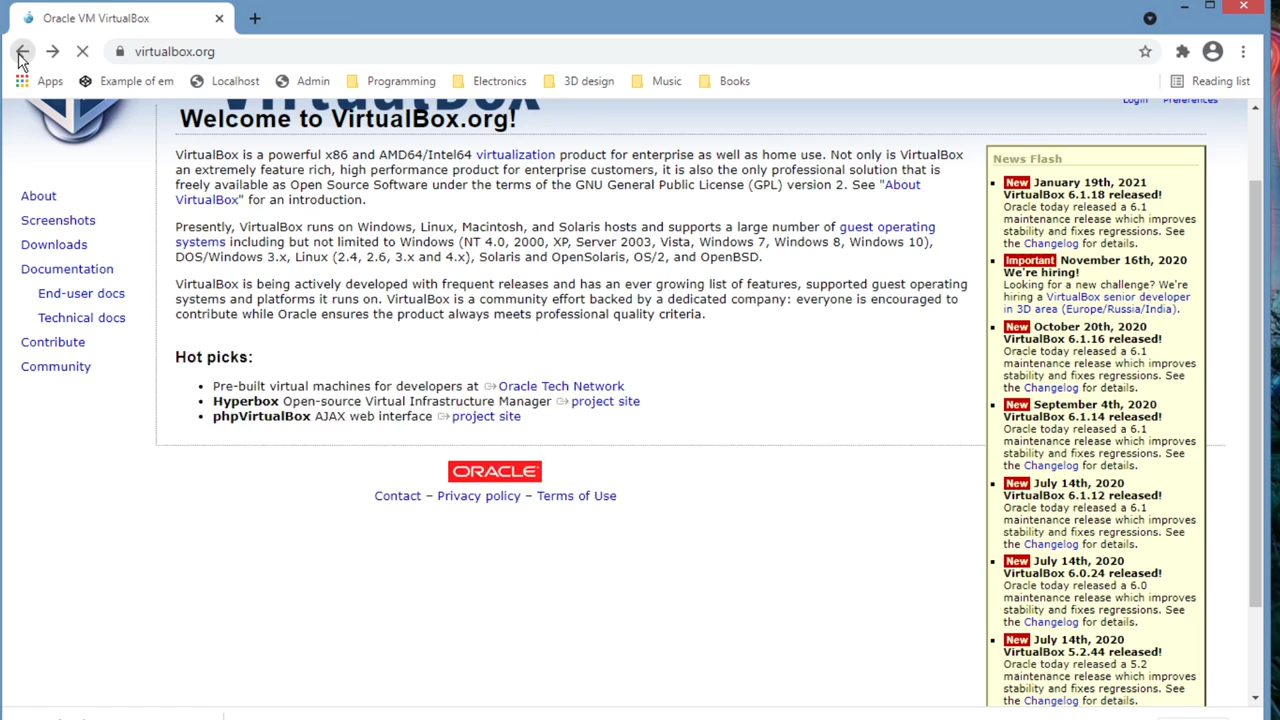 Oracle VM VirtualBox
virtualbox.org
Apps
Example of em
Localhost
Admin
Programming
Electronics
3D design
Music
Books
Reading list
VirtualBox
Login
Preferences
Welcome to VirtualBox.org!
VirtualBox is a powerful x86 and AMD64/Intel64 virtualization product for enterprise as well as home use. Not only is VirtualBox
an extremely feature rich, high performance product for enterprise customers, it is also the only professional solution that is
freely available as Open Source Software under the terms of the GNU General Public License (GPL) version 2. See "About
VirtualBox" for an introduction.
Presently, VirtualBox runs on Windows, Linux, Macintosh, and Solaris hosts and supports a large number of guest operating
systems including but not limited to Windows (NT 4.0, 2000, XP, Server 2003, Vista, Windows 7, Windows 8, Windows 10),
DOS/Windows 3.x, Linux (2.4, 2.6, 3.x and 4.x), Solaris and OpenSolaris, OS/2, and OpenBSD.
VirtualBox is being actively developed with frequent releases and has an ever growing list of features, supported guest operating
systems and platforms it runs on. VirtualBox is a community effort backed by a dedicated company: everyone is encouraged to
contribute while Oracle ensures the product always meets professional quality criteria.
Hot picks:
Pre-built virtual machines for developers at Oracle Tech Network
Hyperbox Open-source Virtual Infrastructure Manager project site
phpVirtualBox AJAX web interface project site
ORACLE
Contact – Privacy policy – Terms of Use
About
Screenshots
Downloads
Documentation
End-user docs
Technical docs
Contribute
Community
News Flash
New January 19th, 2021
VirtualBox 6.1.18 released!
Oracle today released a 6.1
maintenance release which improves
stability and fixes regressions. See
the Changelog for details.
Important November 16th, 2020
We're hiring!
Looking for a new challenge? We're
hiring a VirtualBox senior developer
in 3D area (Europe/Russia/India).
New October 20th, 2020
VirtualBox 6.1.16 released!
Oracle today released a 6.1
maintenance release which improves
stability and fixes regressions. See
the Changelog for details.
New September 4th, 2020
VirtualBox 6.1.14 released!
Oracle today released a 6.1
maintenance release which improves
stability and fixes regressions. See
the Changelog for details.
New July 14th, 2020
VirtualBox 6.1.12 released!
Oracle today released a 6.1
maintenance release which improves
stability and fixes regressions. See
the Changelog for details.
New July 14th, 2020
VirtualBox 6.0.24 released!
Oracle today released a 6.0
maintenance release which improves
stability and fixes regressions. See
the Changelog for details.
New July 14th, 2020
VirtualBox 5.2.44 released!
Oracle today released a 5.2
maintenance release which improves
stability and fixes regressions. See
the Changelog for details.